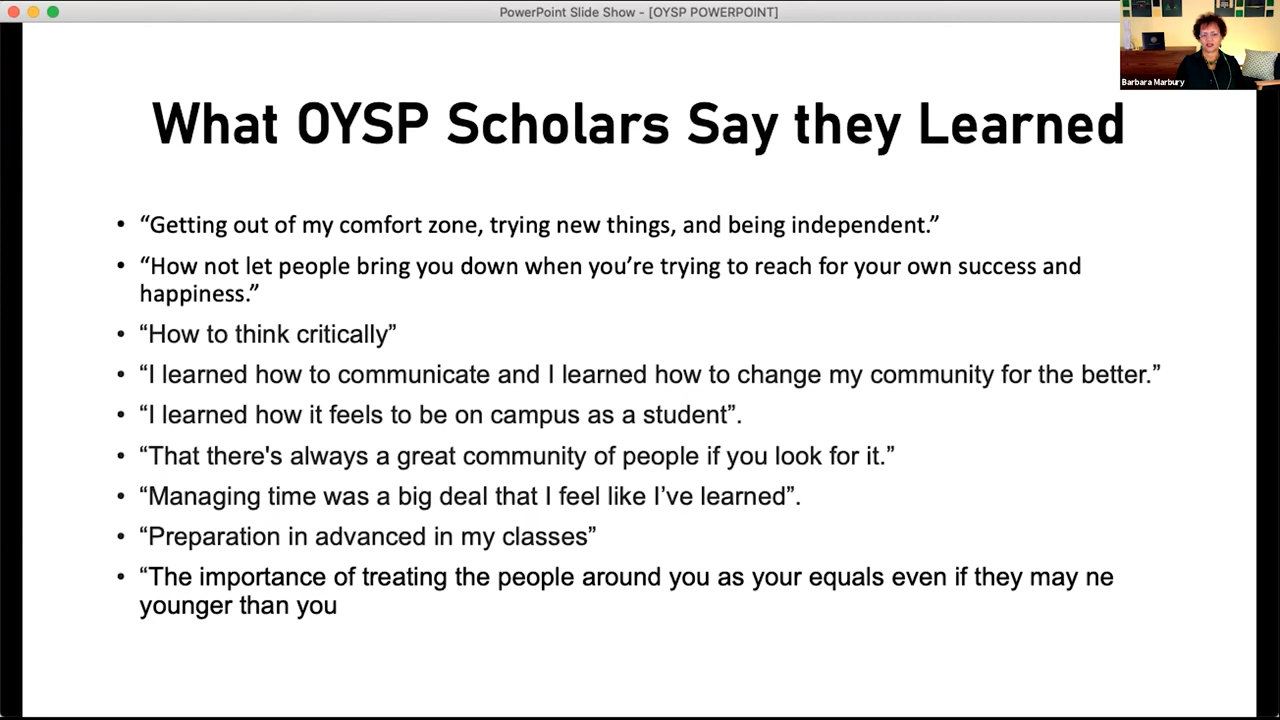 PowerPoint Slide Show - [OYSP POWERPOINT]
Barbara Marbury
What OYSP Scholars Say they Learned
• “Getting out of my comfort zone, trying new things, and being independent.”
• “How not let people bring you down when you’re trying to reach for your own success and
happiness.”
• “How to think critically”
• “I learned how to communicate and I learned how to change my community for the better.”
• “I learned how it feels to be on campus as a student”.
• “That there's always a great community of people if you look for it.”
• “Managing time was a big deal that I feel like I’ve learned”.
• “Preparation in advanced in my classes”
• “The importance of treating the people around you as your equals even if they may ne
younger than you